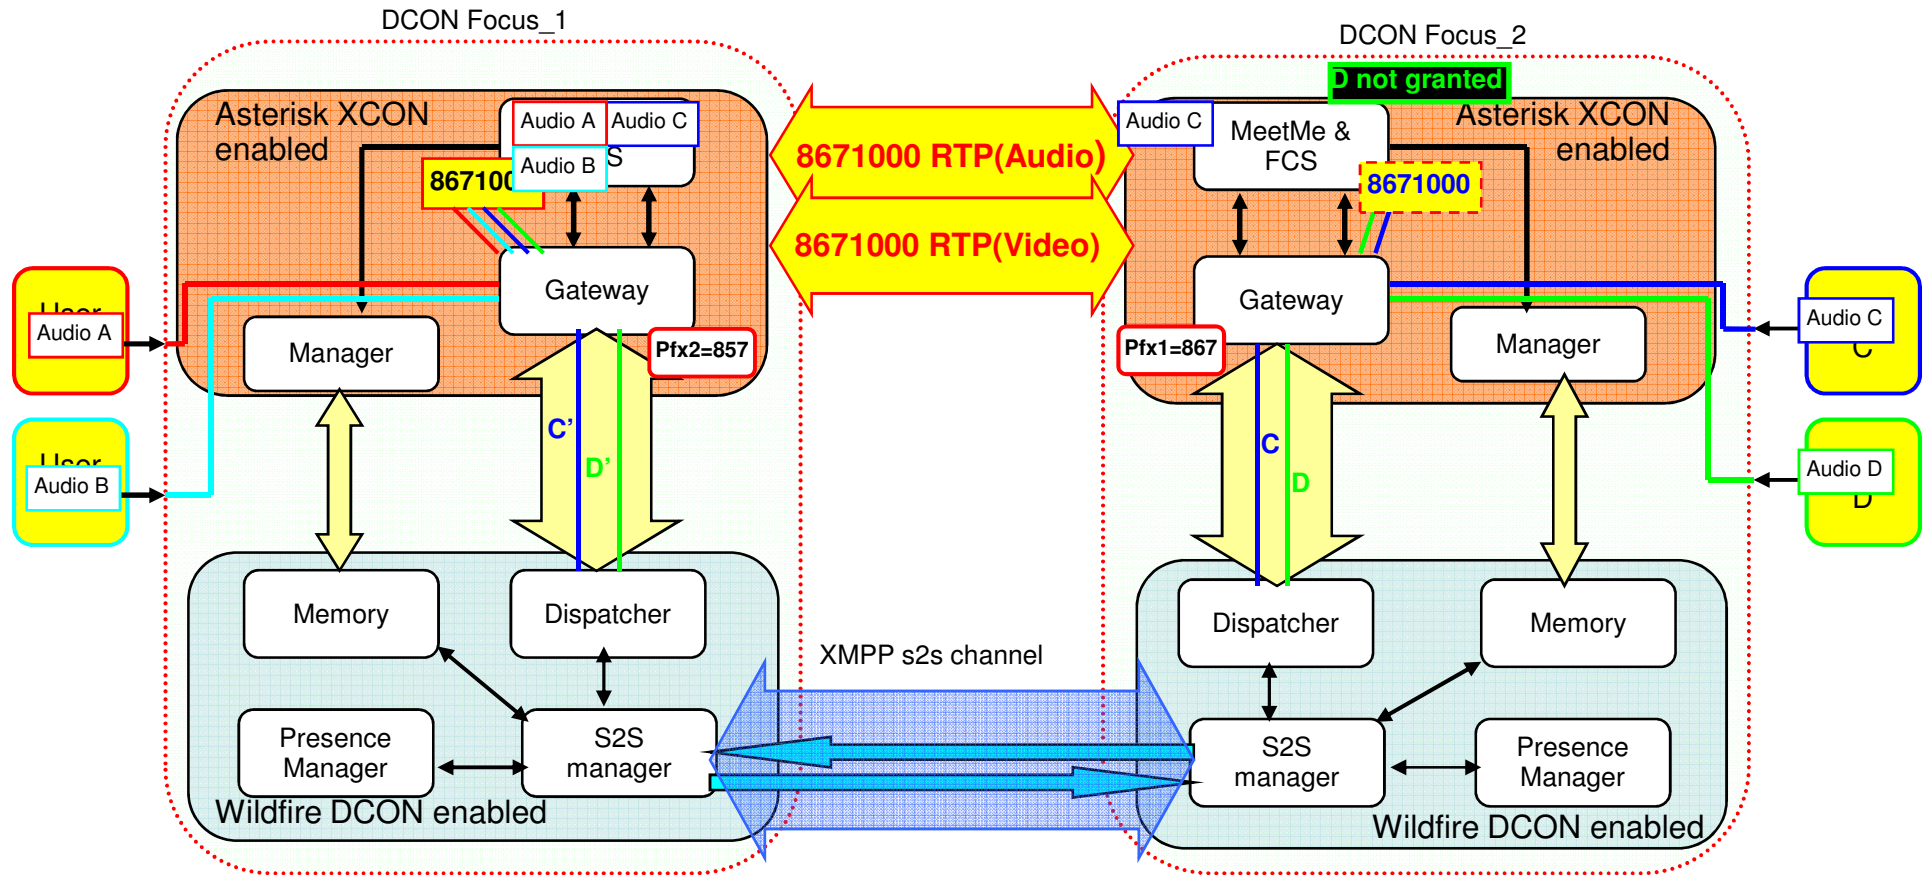 DCON Focus_1
DCON Focus_2
D not granted
Asterisk XCON
enabled
Audio A
Audio C
Audio B
S
867100
8671000 RTP(Audio)
8671000 RTP(Video)
Audio C
MeetMe &
FCS
Asterisk XCON
enabled
8671000
Gateway
Manager
Pfx2=857
Gateway
Pfx1=867
Manager
User
Audio A
User
Audio B
Audio C
C
Audio D
D
C’
D’
C
D
Memory
Dispatcher
Presence
Manager
S2S
manager
Wildfire DCON enabled
XMPP s2s channel
Dispatcher
Memory
S2S
manager
Presence
Manager
Wildfire DCON enabled